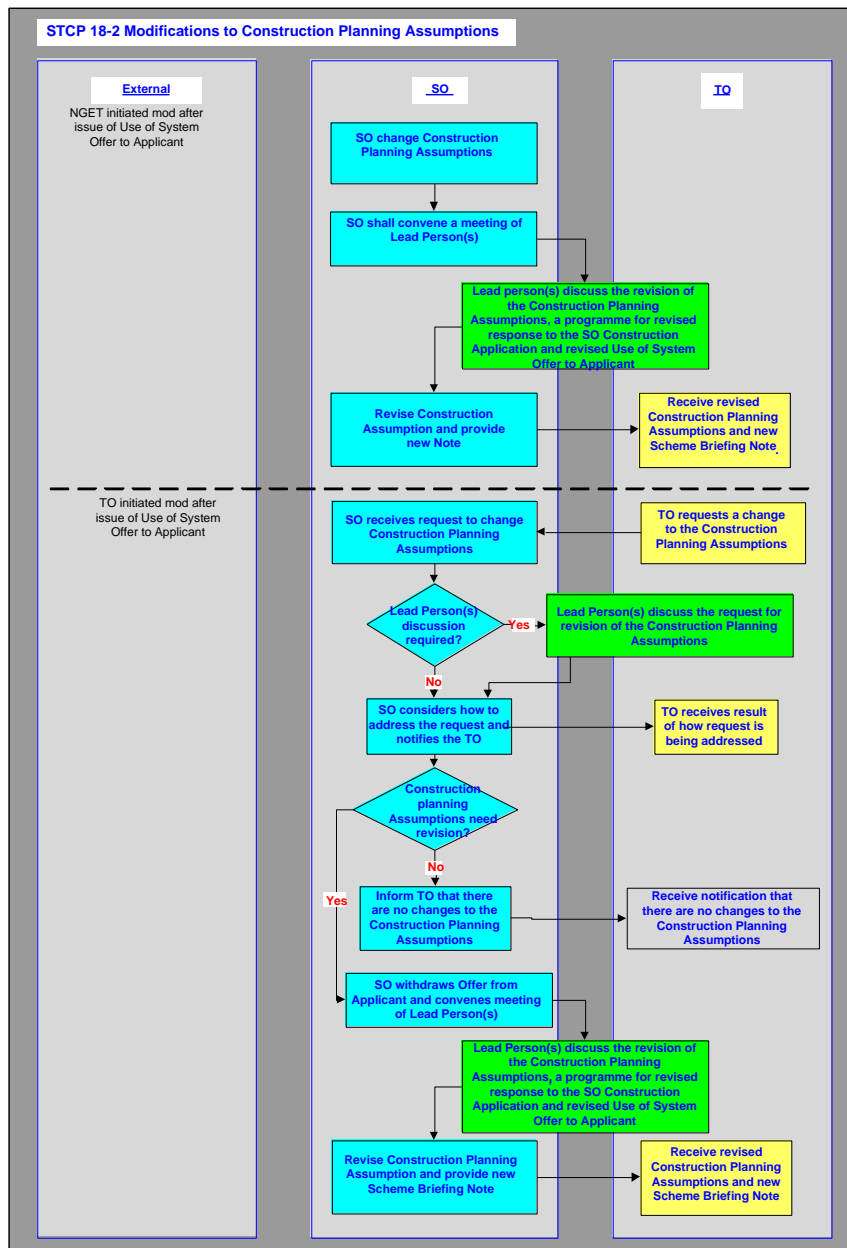 STCP 18-2 Modifications to Construction Planning Assumptions
External
SO
TO
NGET initiated mod after
issue of Use of System
Offer to Applicant
SO change Construction
Planning Assumptions
SO shall convene a meeting of
Lead Person(s)
Lead person(s) discuss the revision of
the Construction Planning
Assumptions, a programme for revised
response to the SO Construction
Application and revised Use of System
Offer to Applicant
Revise Construction
Assumption and provide
new Note
Receive revised
Construction Planning
Assumptions and new
Scheme Briefing Note.
TO initiated mod after
issue of Use of System
Offer to Applicant
SO receives request to change
Construction Planning
Assumptions
TO requests a change
to the Construction
Planning Assumptions
Lead Person(s)
discussion
required?
Yes
Lead Person(s) discuss the request for
revision of the Construction Planning
Assumptions
No
SO considers how to
address the request and
notifies the TO
TO receives result
of how request is
being addressed
Construction
planning
Assumptions need
revision?
No
Yes
Inform TO that there
are no changes to the
Construction Planning
Assumptions
Receive notification that
there are no changes to the
Construction Planning
Assumptions
SO withdraws Offer from
Applicant and convenes meeting
of Lead Person(s)
Lead Person(s) discuss the revision of
the Construction Planning
Assumptions, a programme for revised
response to the SO Construction
Application and revised Use of System
Offer to Applicant
Revise Construction Planning
Assumption and provide new
Scheme Briefing Note
Receive revised
Construction Planning
Assumptions and new
Scheme Briefing Note